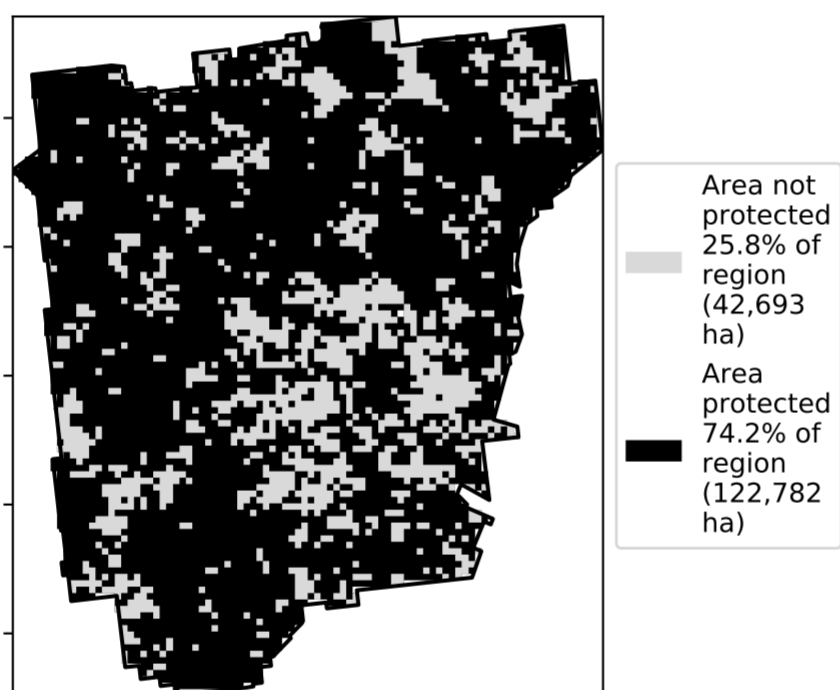 Area not
protected
25.8% of
region
(42,693
ha)
Area
protected
74.2% of
region
(122,782
ha)